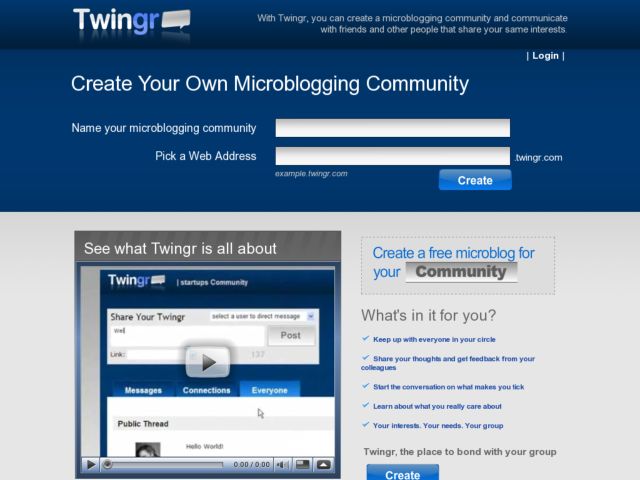 Twingr
With Twingr, you can create a microblogging community and communicate
with friends and other people that share your same interests.
| Login |
Create Your Own Microblogging Community
Name your microblogging community
Pick a Web Address
.twingr.com
example.twingr.com
Create
See what Twingr is all about
Twingr
| startups Community
Share Your Twingr
select a user to direct message
Wel
Post
Link:
137
Messages
Connections
Everyone
Public Thread
Hello World!
0:00 / 0:00
Create a free microblog for
your Community
What's in it for you?
Keep up with everyone in your circle
Share your thoughts and get feedback from your
colleagues
Start the conversation on what makes you tick
Learn about what you really care about
Your interests. Your needs. Your group
Twingr, the place to bond with your group
Create